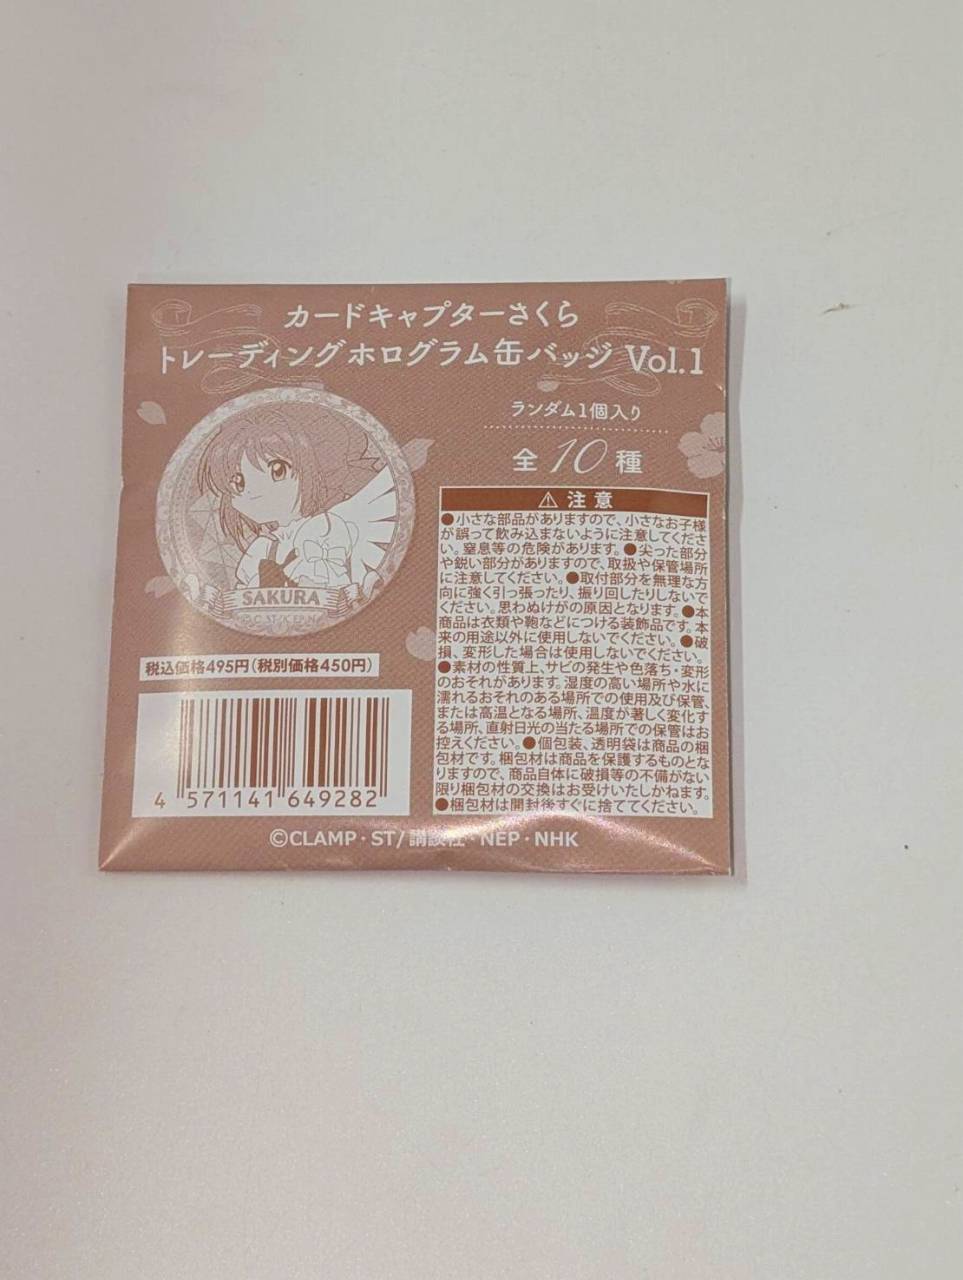 カードキャプターさくら
トレーディングホログラム缶バッジ Vol.1
ランダム1個入り
全10種
SAKURA
税込価格495円(税別価格450円)
4 571141 649282
⚠ 注意
●小さな部品がありますので、小さなお子様
が誤って飲み込まないように注意してくださ
い。窒息等の危険があります。●尖った部分
や鋭い部分がありますので、取扱や保管場所
に注意してください。●取付部分を無理な方
向に強く引っ張ったり、振り回したりしないで
ください。思わぬけがの原因となります。●本
商品は衣類や鞄などにつける装飾品です。本
来の用途以外に使用しないでください。●破
損、変形した場合は使用しないでください。
●素材の性質上、サビの発生や色落ち・変形
のおそれがあります。湿度の高い場所や水に
濡れるおそれのある場所での使用及び保管、
または高温となる場所、温度が著しく変化す
る場所、直射日光の当たる場所での保管はお
控えください。●個包装、透明袋は商品の梱
包材です。梱包材は商品を保護するものとな
りますので、商品自体に破損等の不備がない
限り梱包材の交換はお受けいたしかねます。
●梱包材は開封後すぐに捨ててください。
©CLAMP・ST/講談社・NEP・NHK